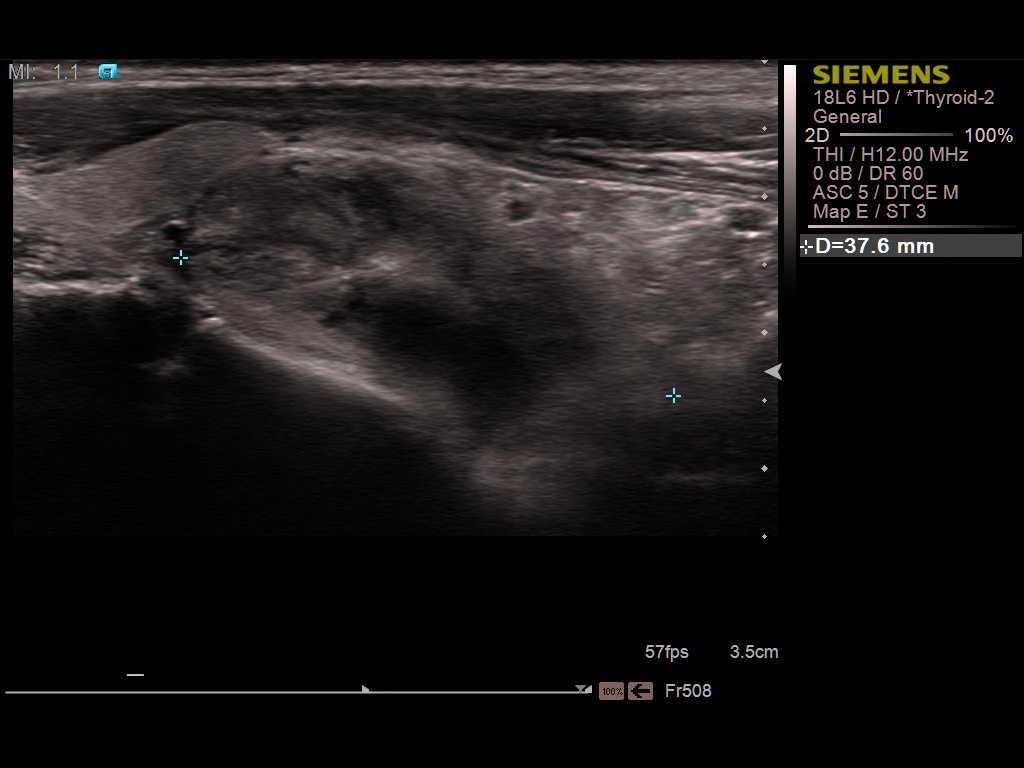 MI: 1.1
SIEMENS
18L6 HD / *Thyroid-2
General
2D 100%
THI / H12.00 MHz
0 dB / DR 60
ASC 5 / DTCE M
Map E / ST 3
D=37.6 mm
57fps 3.5cm
100% Fr508